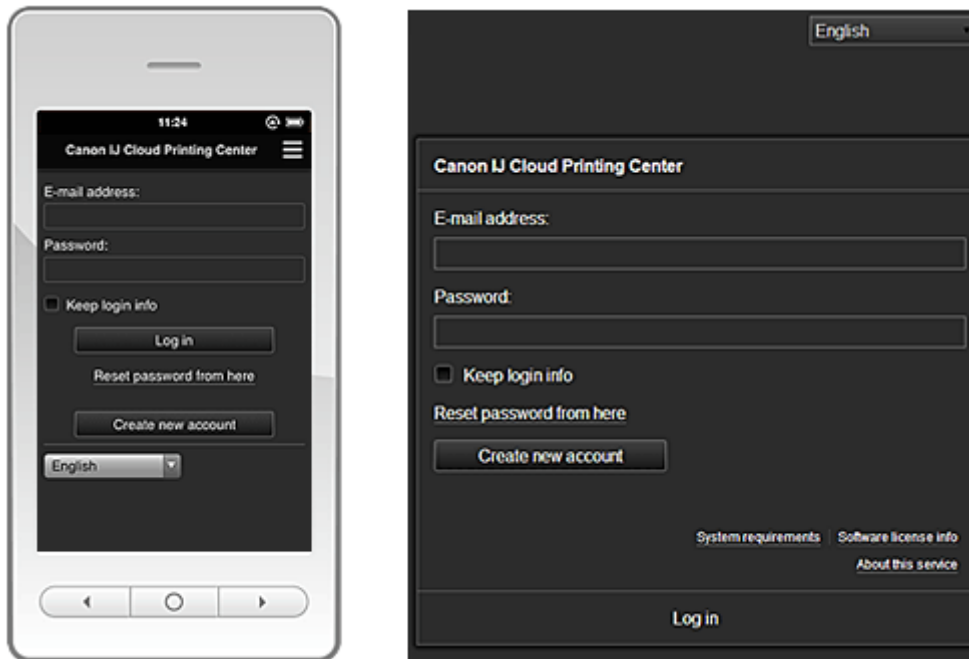 11:24
Canon IJ Cloud Printing Center
E-mail address:
Password:
Keep login info
Log in
Reset password from here
Create new account
English
English
Canon IJ Cloud Printing Center
E-mail address:
Password:
Keep login info
Reset password from here
Create new account
System requirements Software license info
About this service
Log in